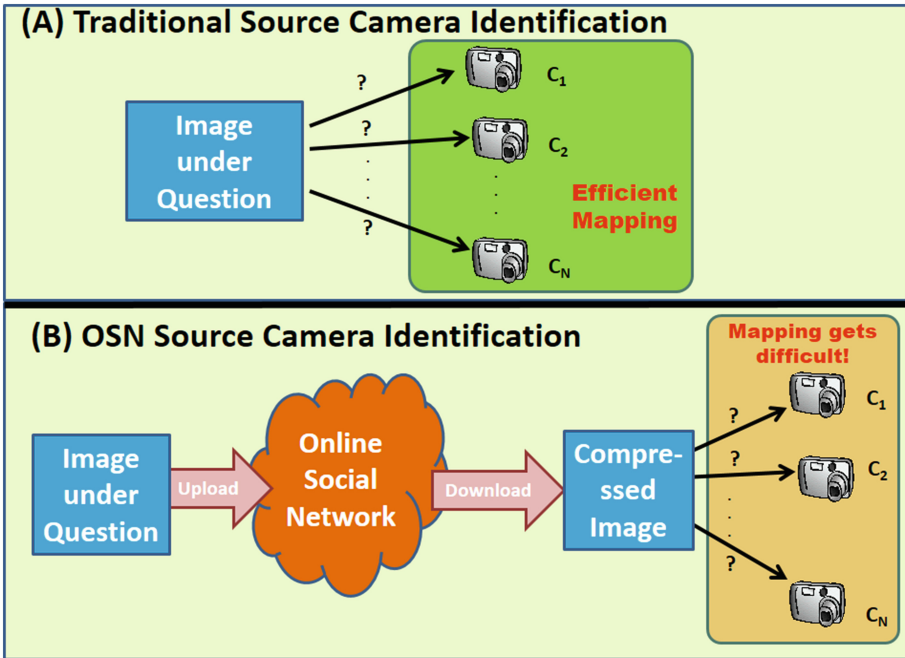 (A) Traditional Source Camera Identification
Image
under
Question
?
?
?
C1
C2
CN
Efficient
Mapping
(B) OSN Source Camera Identification
Image
under
Question
Upload
Online
Social
Network
Download
Compre-
ssed
Image
Mapping gets
difficult!
?
?
?
C1
C2
CN